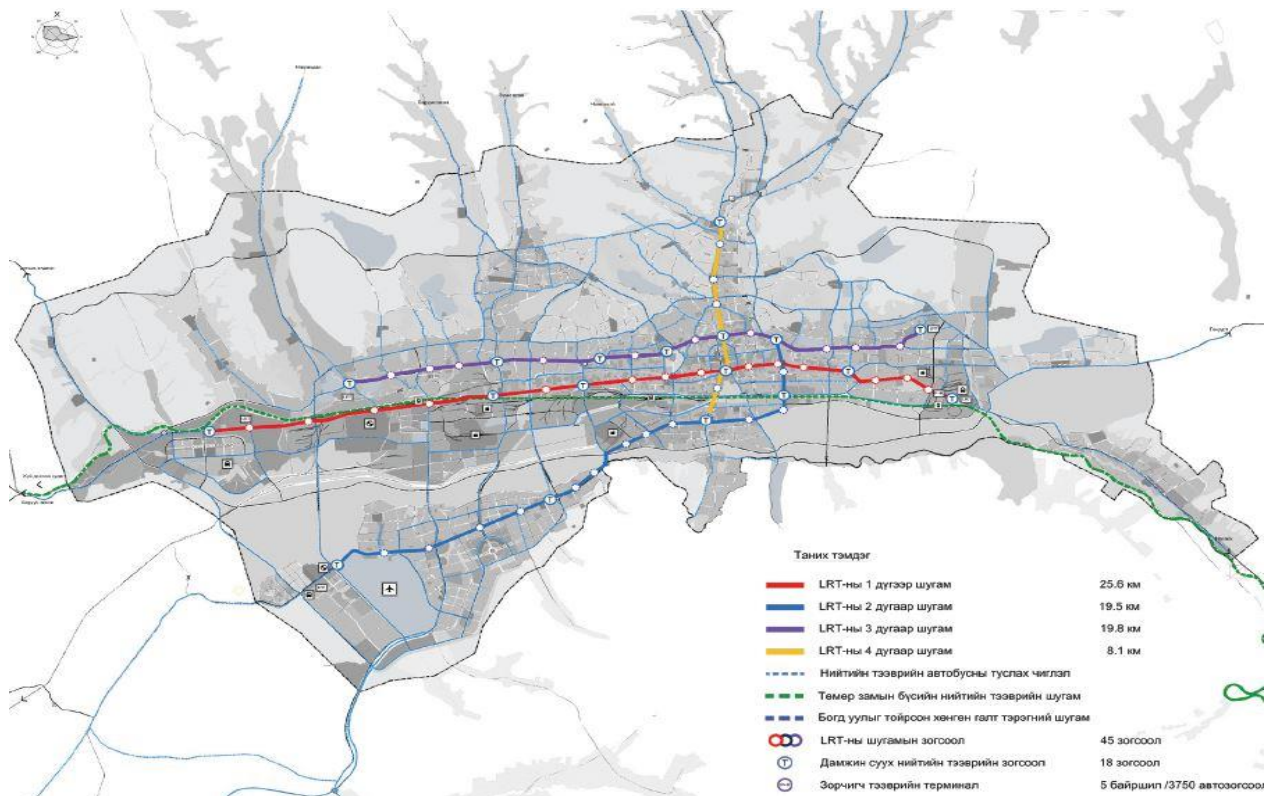 Таних тэмдэг
LRT-ны 1 дүгээр шугам 25.6 км
LRT-ны 2 дугаар шугам 19.5 км
LRT-ны 3 дугаар шугам 19.8 км
LRT-ны 4 дугаар шугам 8.1 км
Нийтийн тээврийн автобусны туслах чиглэл
Төмөр замын бүсийн нийтийн тээврийн шугам
Богд уулыг тойрсон хөнгөн галт тэрэгний шугам
LRT-ны шугамын зогсоол 45 зогсоол
Дамжин суух нийтийн тээврийн зогсоол 18 зогсоол
Зорчигч тээврийн терминал 5 байршил /3750 автозогсоол